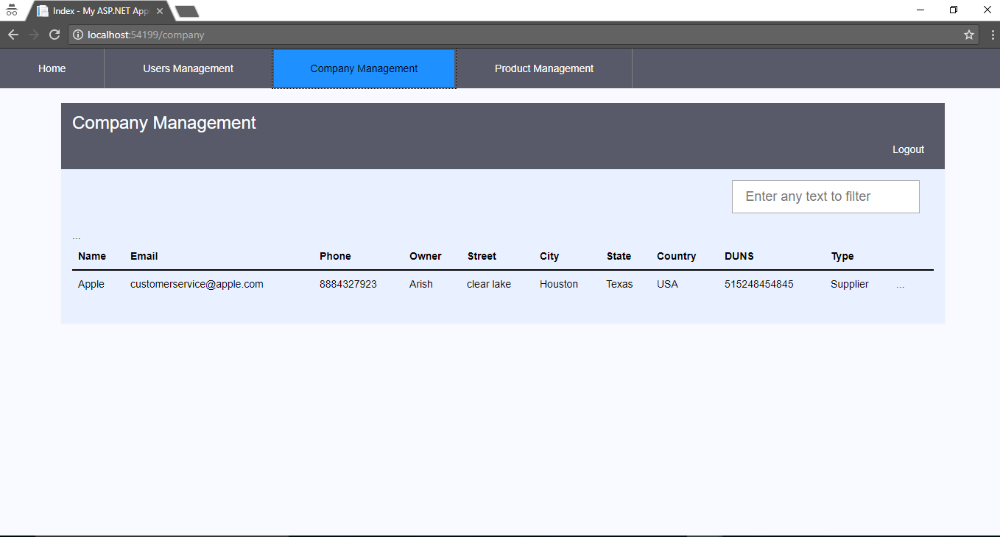 Index - My ASP.NET App
localhost:54199/company
Home Users Management Company Management Product Management
Company Management
Logout
Enter any text to filter
...
Name Email Phone Owner Street City State Country DUNS Type
Apple customerservice@apple.com 8884327923 Arish clear lake Houston Texas USA 515248454845 Supplier ...